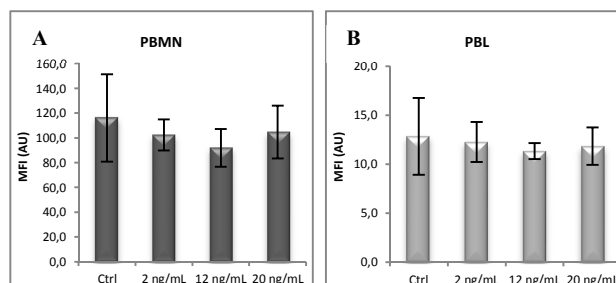 A
PBMN
MFI (AU)
160,0
140,0
120,0
100,0
80,0
60,0
40,0
20,0
0,0
Ctrl 2 ng/mL 12 ng/mL 20 ng/mL
B
PBL
MFI (AU)
20,0
15,0
10,0
5,0
0,0
Ctrl 2 ng/mL 12 ng/mL 20 ng/mL